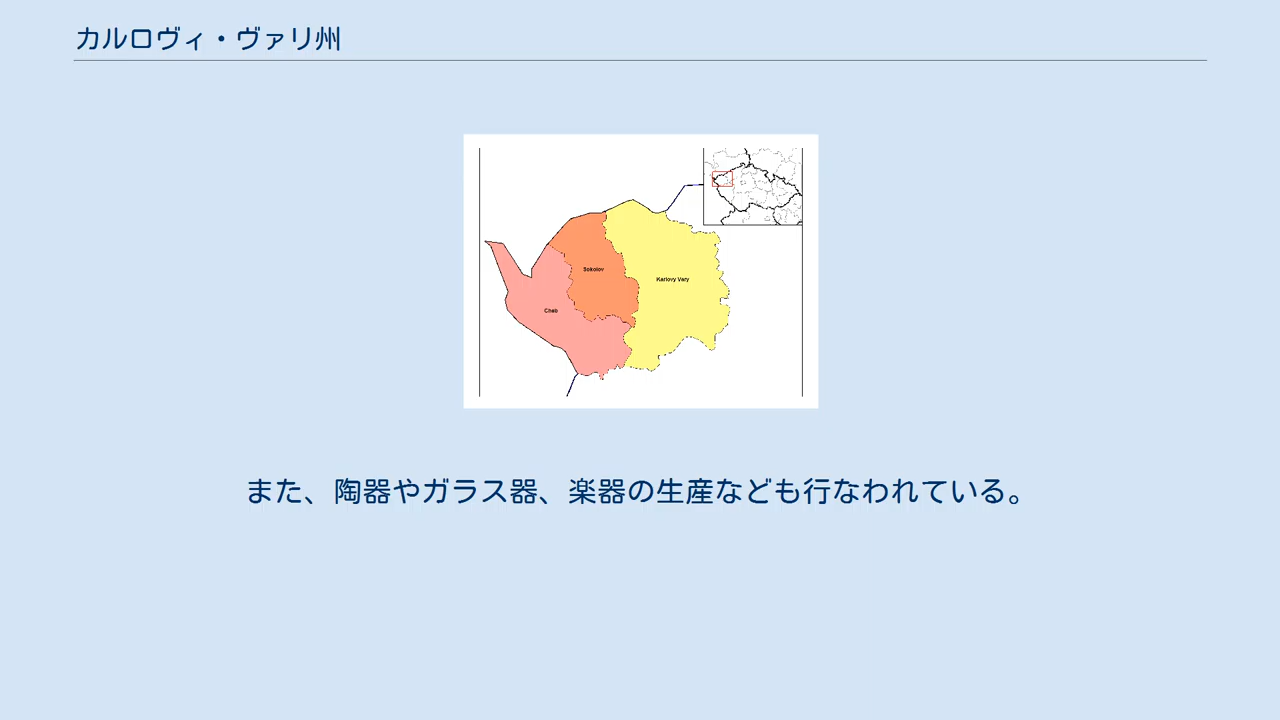 カルロヴィ・ヴァリ州
Sokolov
Karlovy Vary
Cheb
また、陶器やガラス器、楽器の生産なども行なわれている。